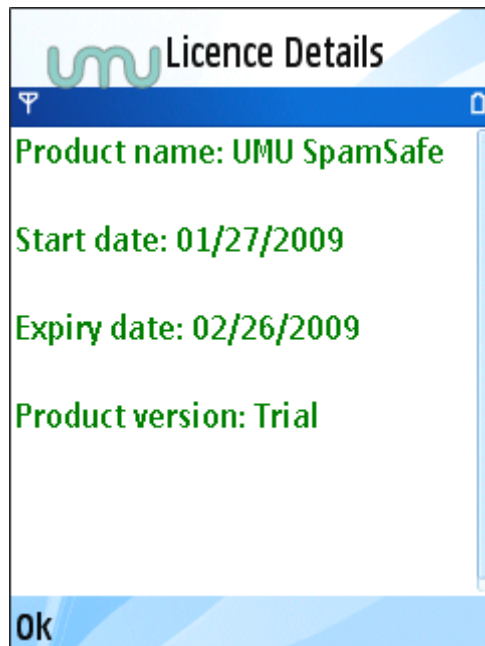 umu Licence Details
Product name: UMU SpamSafe
Start date: 01/27/2009
Expiry date: 02/26/2009
Product version: Trial
Ok